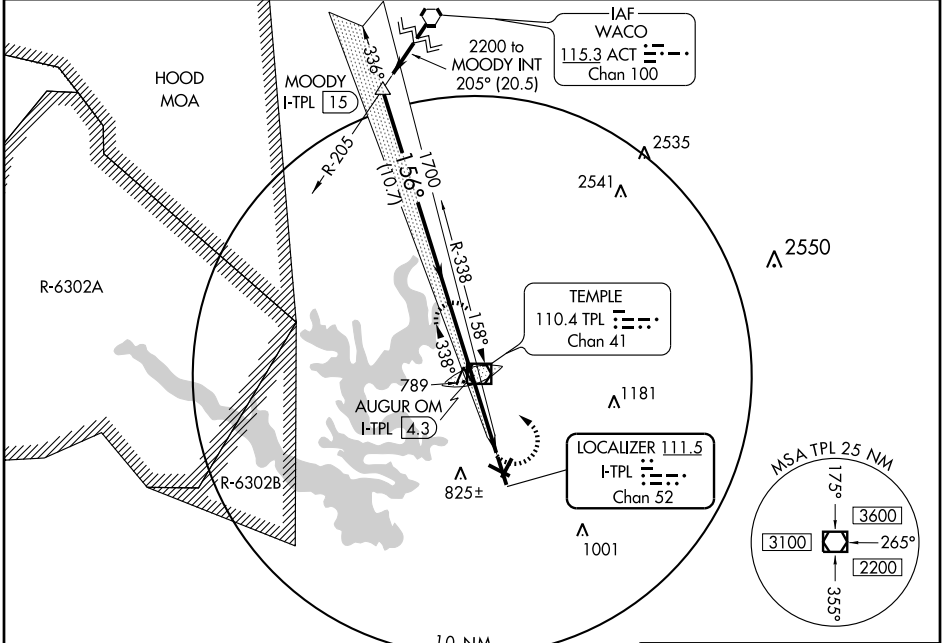 IAF
WACO
115.3 ACT
Chan 100
2200 to
MOODY INT
205° (20.5)
336°
MOODY
I-TPL 15
HOOD
MOA
R-205
156°
(10.7)
1700
2535
2541
2550
R-338
158°
338°
R-6302A
TEMPLE
110.4 TPL
Chan 41
789
AUGUR OM
I-TPL 4.3
1181
LOCALIZER 111.5
I-TPL
Chan 52
R-6302B
825±
1001
MSA TPL 25 NM
175°
3600
3100
265°
2200
355°
10 NM